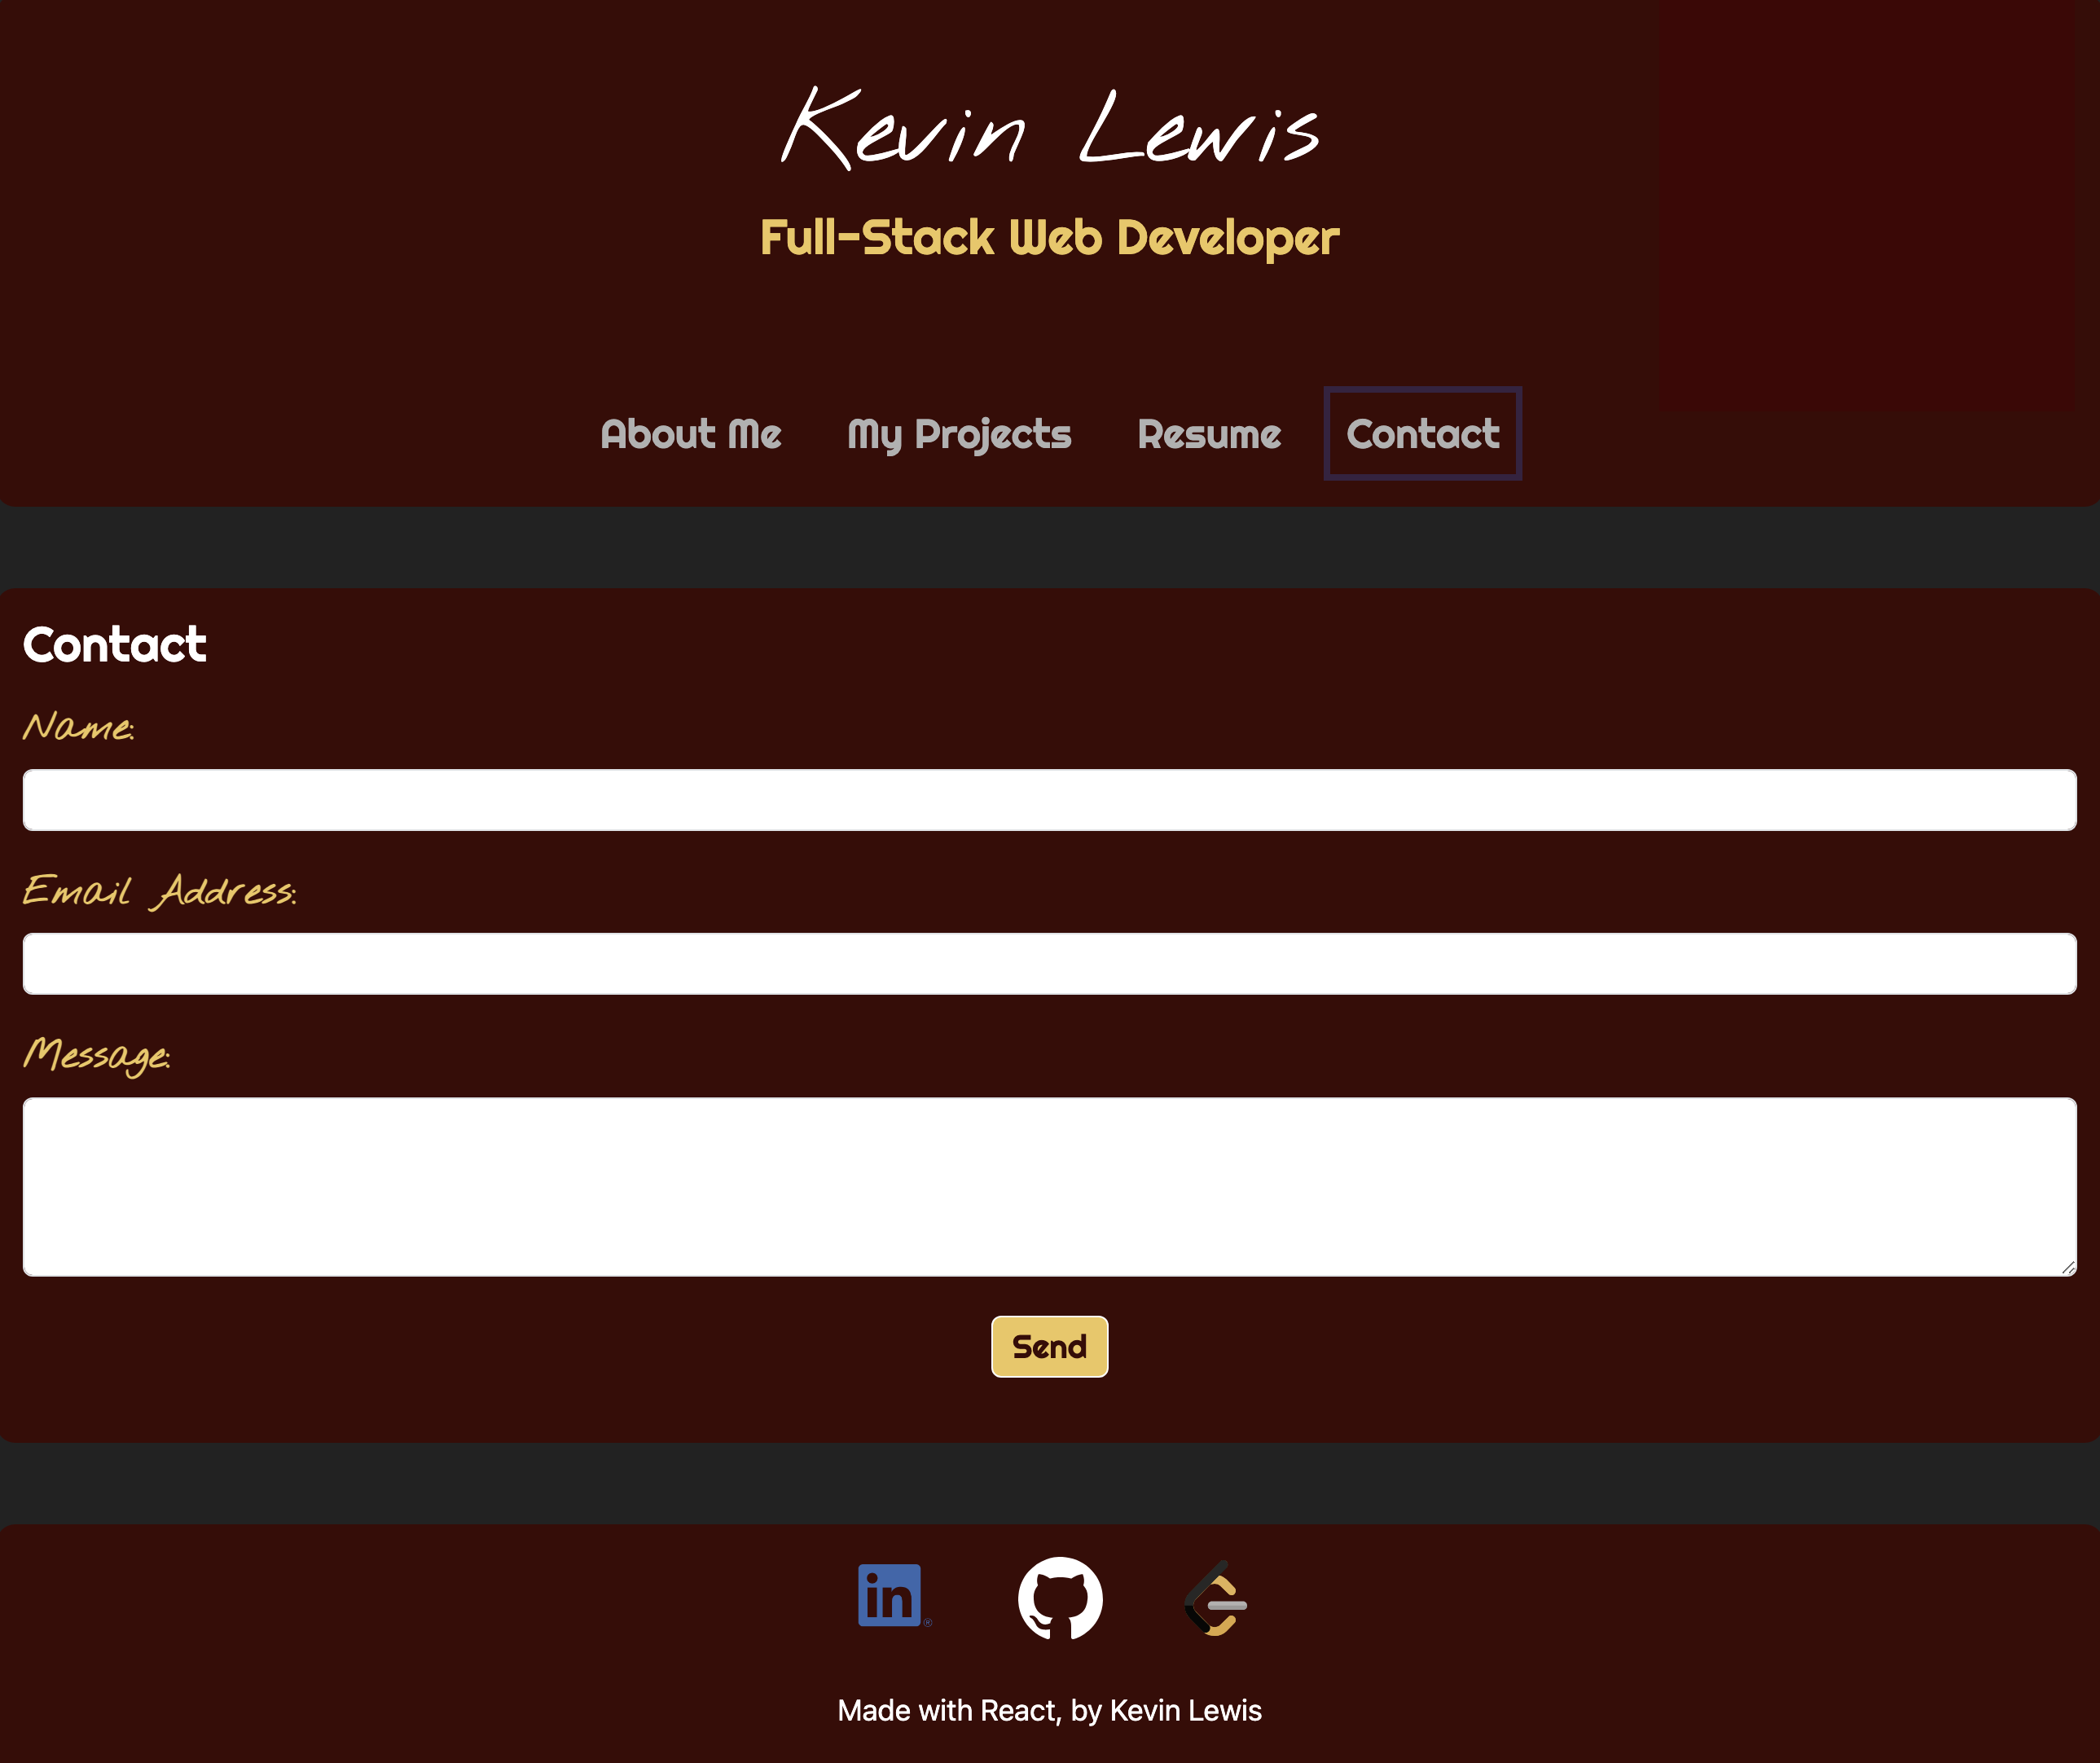 Kevin Lewis
Full-Stack Web Developer
About Me My Projects Resume Contact
Contact
Name:
Email Address:
Message:
Send
in
Made with React, by Kevin Lewis